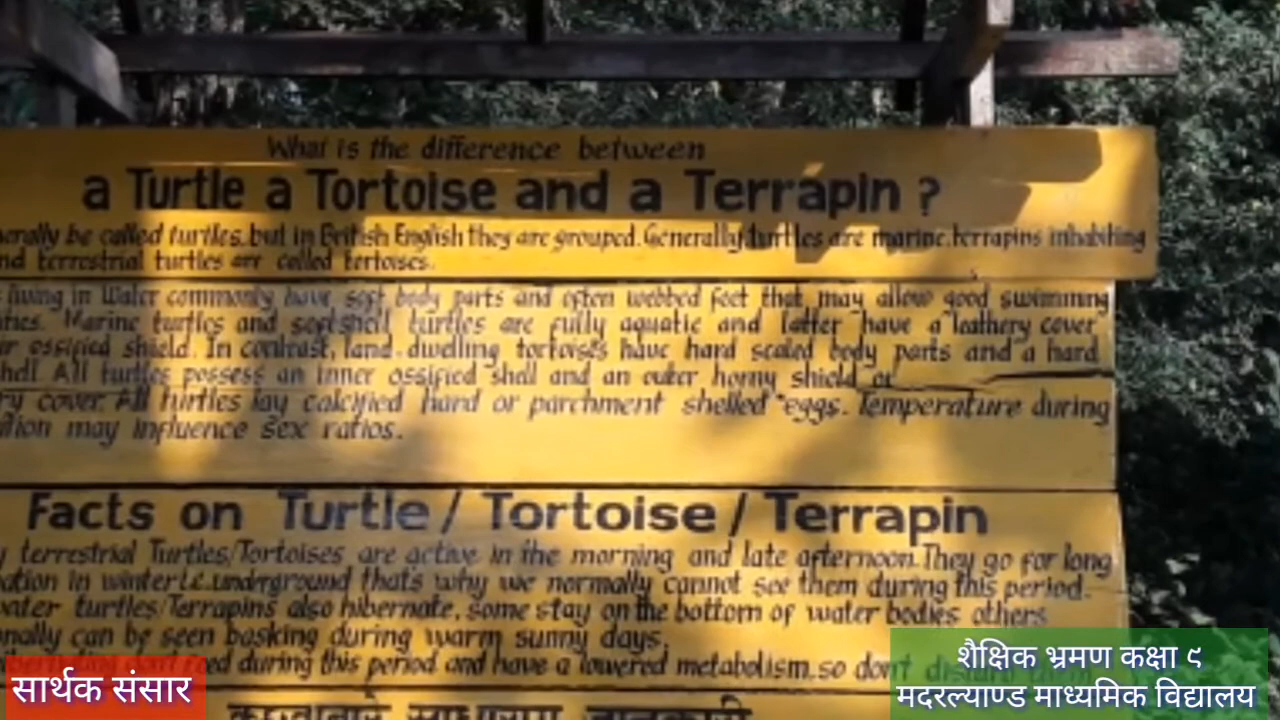 What is the difference between
a Turtle a Tortoise and a Terrapin ?
be called turtles. but in British English they are grouped. Generally turtles are marine. terrapins inhabiting
terrestrial turtles are called tortoises.
living in Water commonly have soft body parts and often webbed feet that may allow good swimming
Marine turtles and softshell turtles are fully aquatic and latter have a leathery cover
ossified shield. In contrast, land-dwelling tortoises have hard scaled body parts and a hard
All turtles possess an inner ossified shell and an outer horny shield or
cover. All turtles lay calcified hard or parchment shelled eggs. Temperature during
may influence sex ratios.
Facts on Turtle / Tortoise / Terrapin
terrestrial Turtles/Tortoises are active in the morning and late afternoon. They go for long
in winter i.e. underground thats why we normally cannot see them during this period.
turtles/Terrapins also hibernate, some stay on the bottom of water bodies others
can be seen basking during warm sunny days,
during this period and have a lowered metabolism, so dont
सार्थक संसार
शैक्षिक भ्रमण कक्षा ९
मदरल्याण्ड माध्यमिक विद्यालय